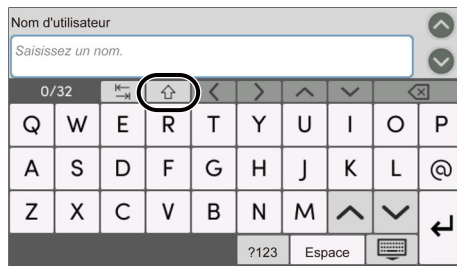 Nom d'utilisateur
Saisissez un nom.
0/32
Q W E R T Y U I O P
A S D F G H J K L @
Z X C V B N M
?123 Espace